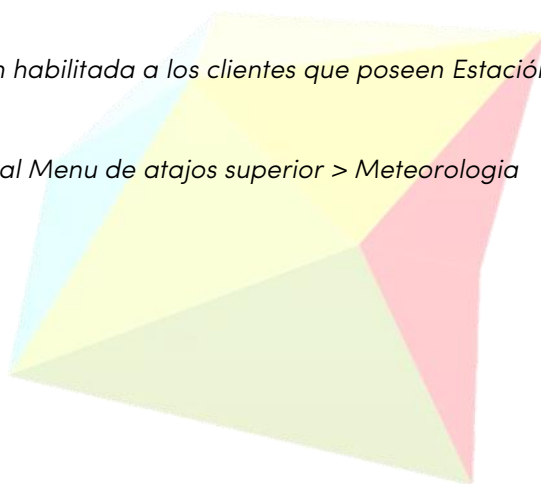 habilitada a los clientes que poseen Estación
al Menu de atajos superior > Meteorologia